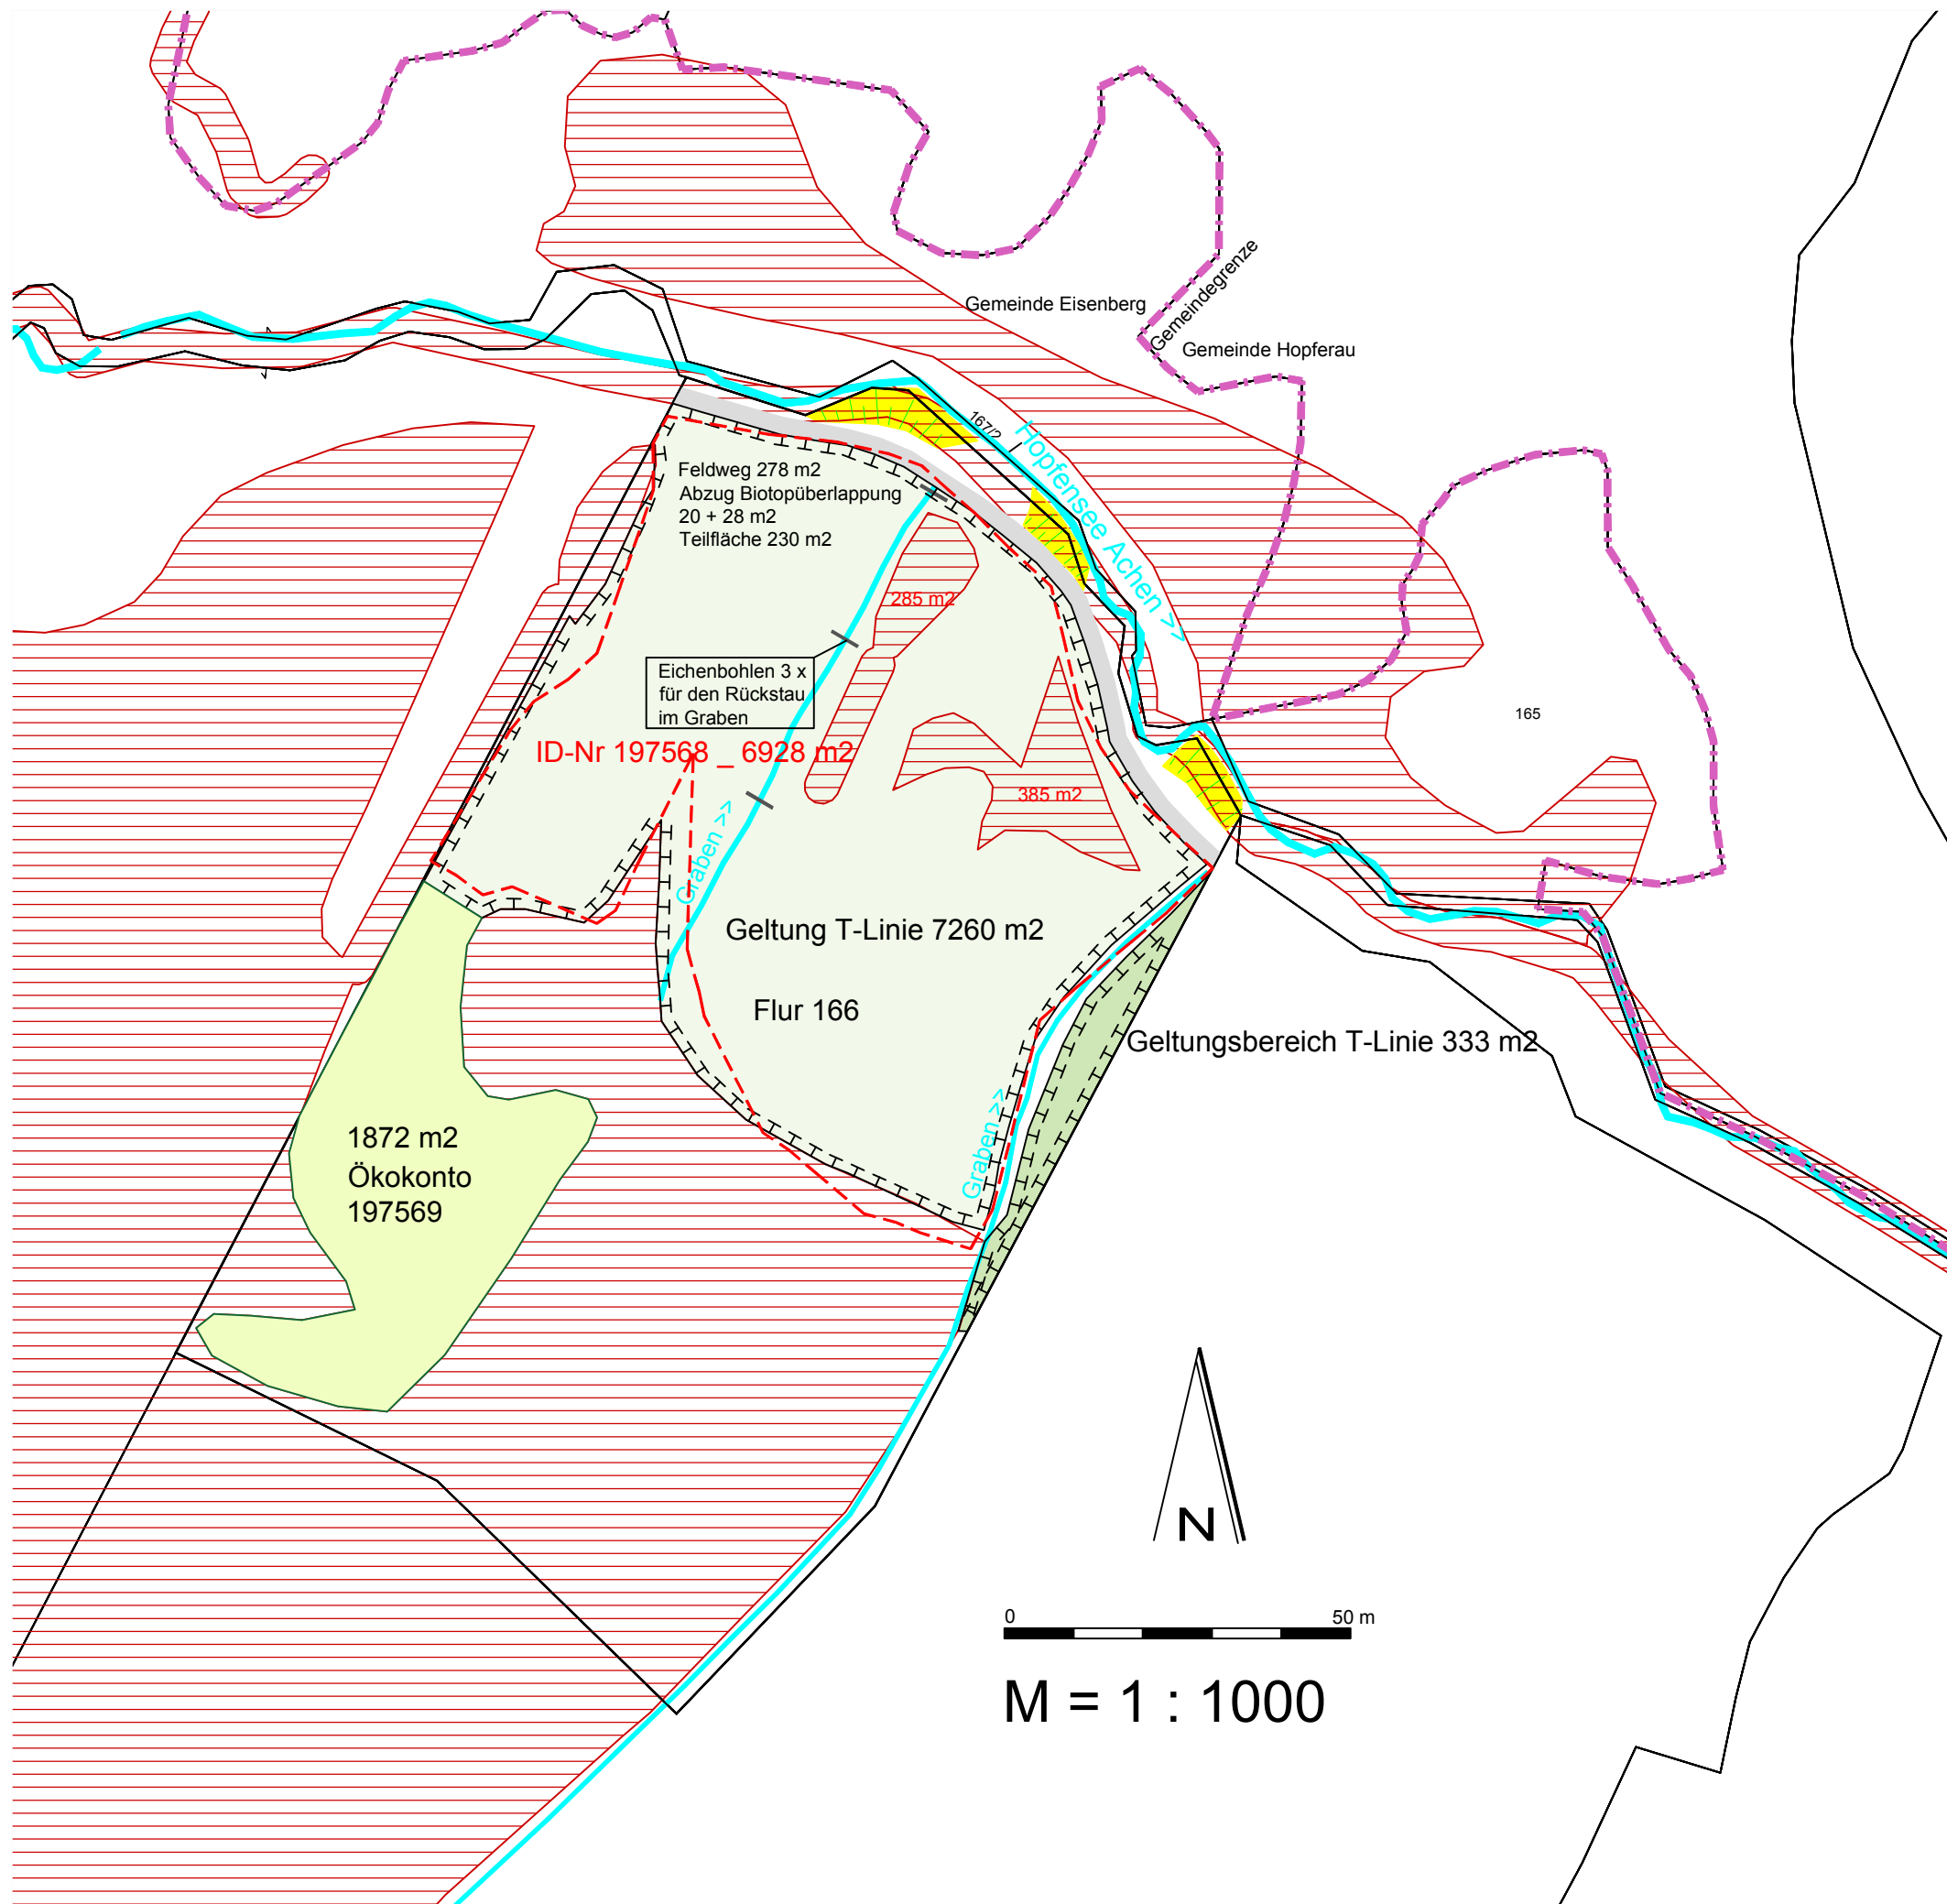 Gemeinde Eisenberg
Gemeindegrenze
Gemeinde Hopferau
167/2
Hopfensee Achen >>
Feldweg 278 m2
Abzug Biotopüberlappung
20 + 28 m2
Teilfläche 230 m2
285 m2
Eichenbohlen 3 x
für den Rückstau
im Graben
165
ID-Nr 197568 _ 6928 m2
385 m2
Graben >>
Geltung T-Linie 7260 m2
Flur 166
Geltungsbereich T-Linie 333 m2
Graben >>
1872 m2
Ökokonto
197569
N
0 50 m
M = 1 : 1000